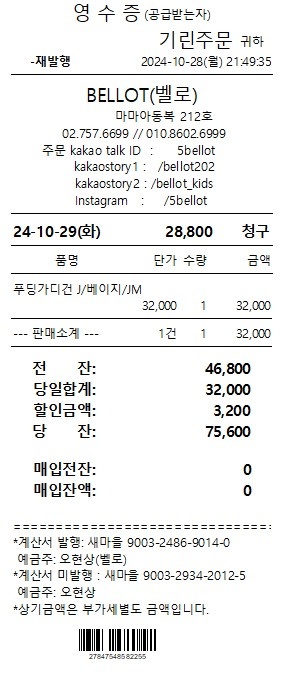 영 수 증 (공급받는자)
기린주문 귀하
-재발행 2024-10-28(월) 21:49:35
BELLOT(벨로)
마마아동복 212호
02.757.6699 // 010.8602.6999
주문 kakao talk ID : 5bellot
kakaostory1 : /bellot202
kakaostory2 : /bellot_kids
Instagram : /5bellot
24-10-29(화) 28,800 청구
품명 단가 수량 금액
푸딩가디건 J/베이지/JM
32,000 1 32,000
--- 판매소계 --- 1건 32,000
전 잔: 46,800
당일합계: 32,000
할인금액: 3,200
당 잔: 75,600
매입전잔: 0
매입잔액: 0
================================
*계산서 발행: 새마을 9003-2486-9014-0
예금주: 오현상(벨로)
*계산서 미발행 : 새마을 9003-2934-2012-5
예금주: 오현상
*상기금액은 부가세별도 금액입니다.
27847548582255